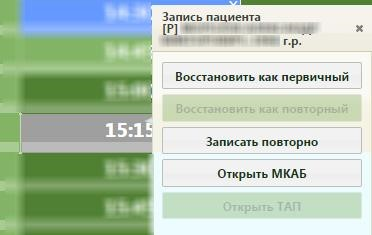 Запись пациента
[Р]
г.р.
Восстановить как первичный
Восстановить как повторный
15:15
Записать повторно
Открыть МКАБ
Открыть ТАП